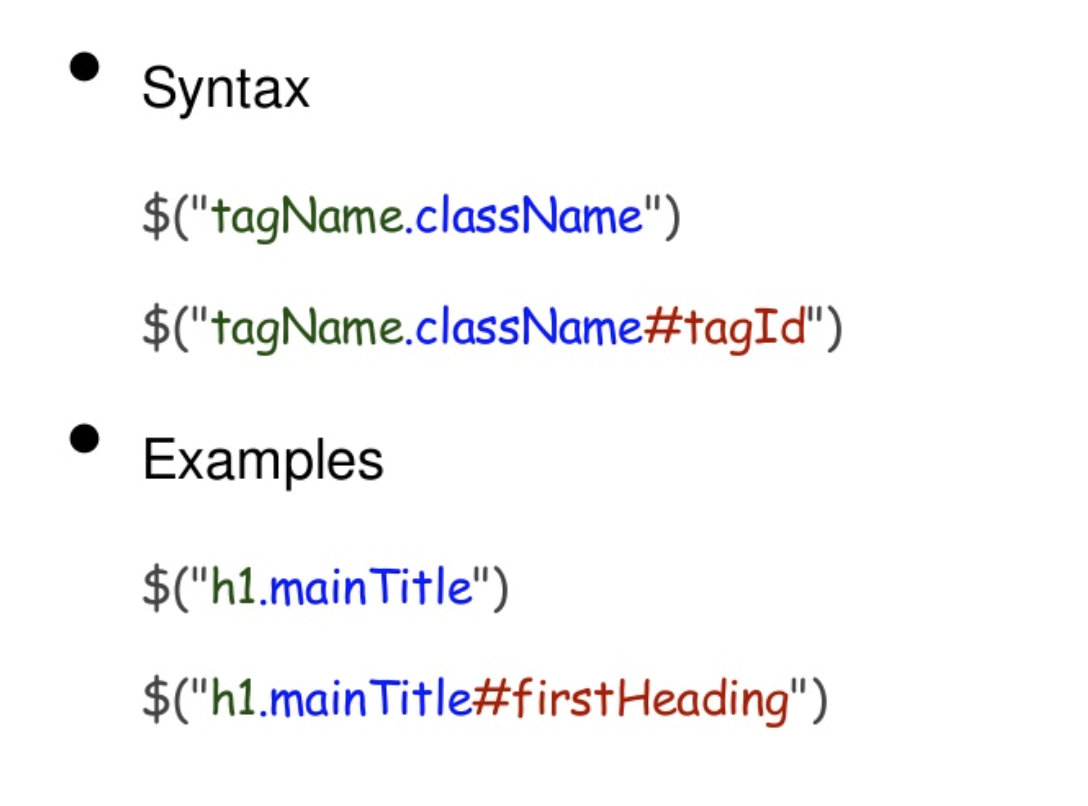 • Syntax
$("tagName.className")
$("tagName.className#tagId")
• Examples
$("h1.mainTitle")
$("h1.mainTitle#firstHeading")